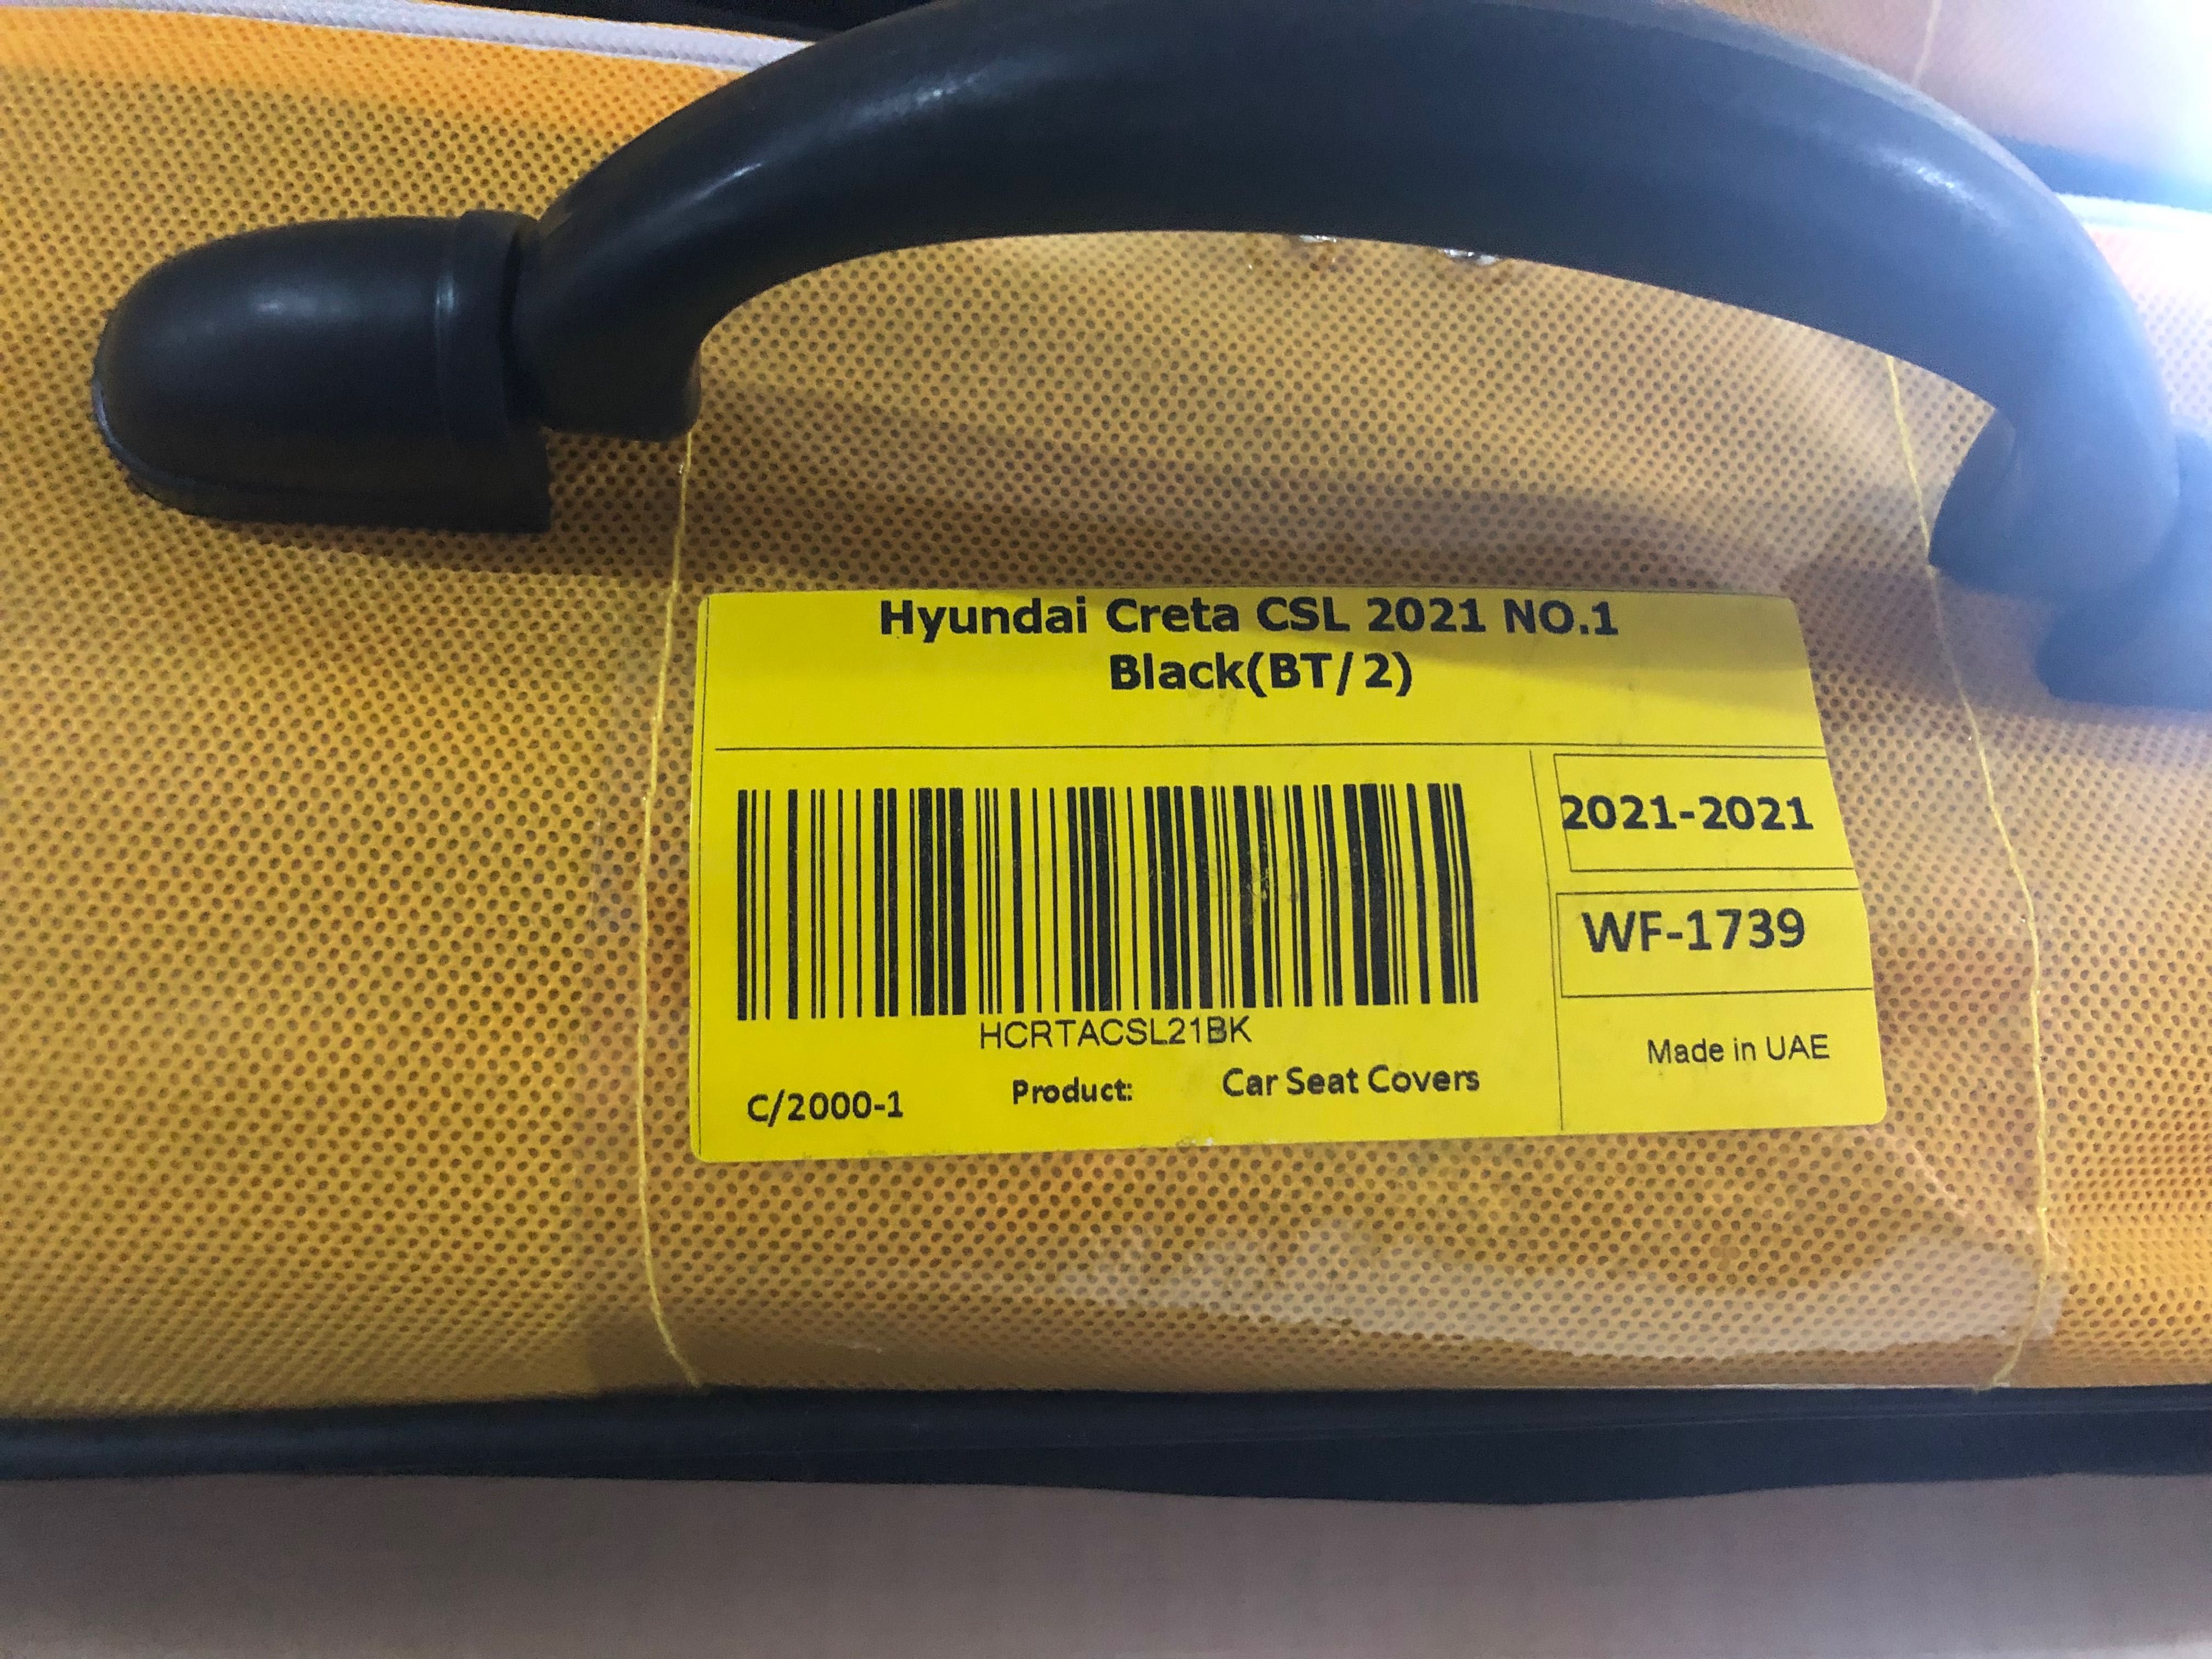 Hyundai Creta CSL 2021 NO.1
Black(BT/2)
2021-2021
WF-1739
HCRTACSL21BK
Made in UAE
C/2000-1 Product: Car Seat Covers